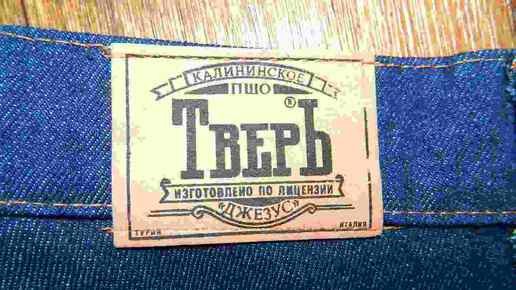 КАЛИНИНСКОЕ
ПШО
ТВЕРЬ ®
ИЗГОТОВЛЕНО ПО ЛИЦЕНЗИИ
«ДЖЕЗУС»
ТУРИН ИТАЛИЯ